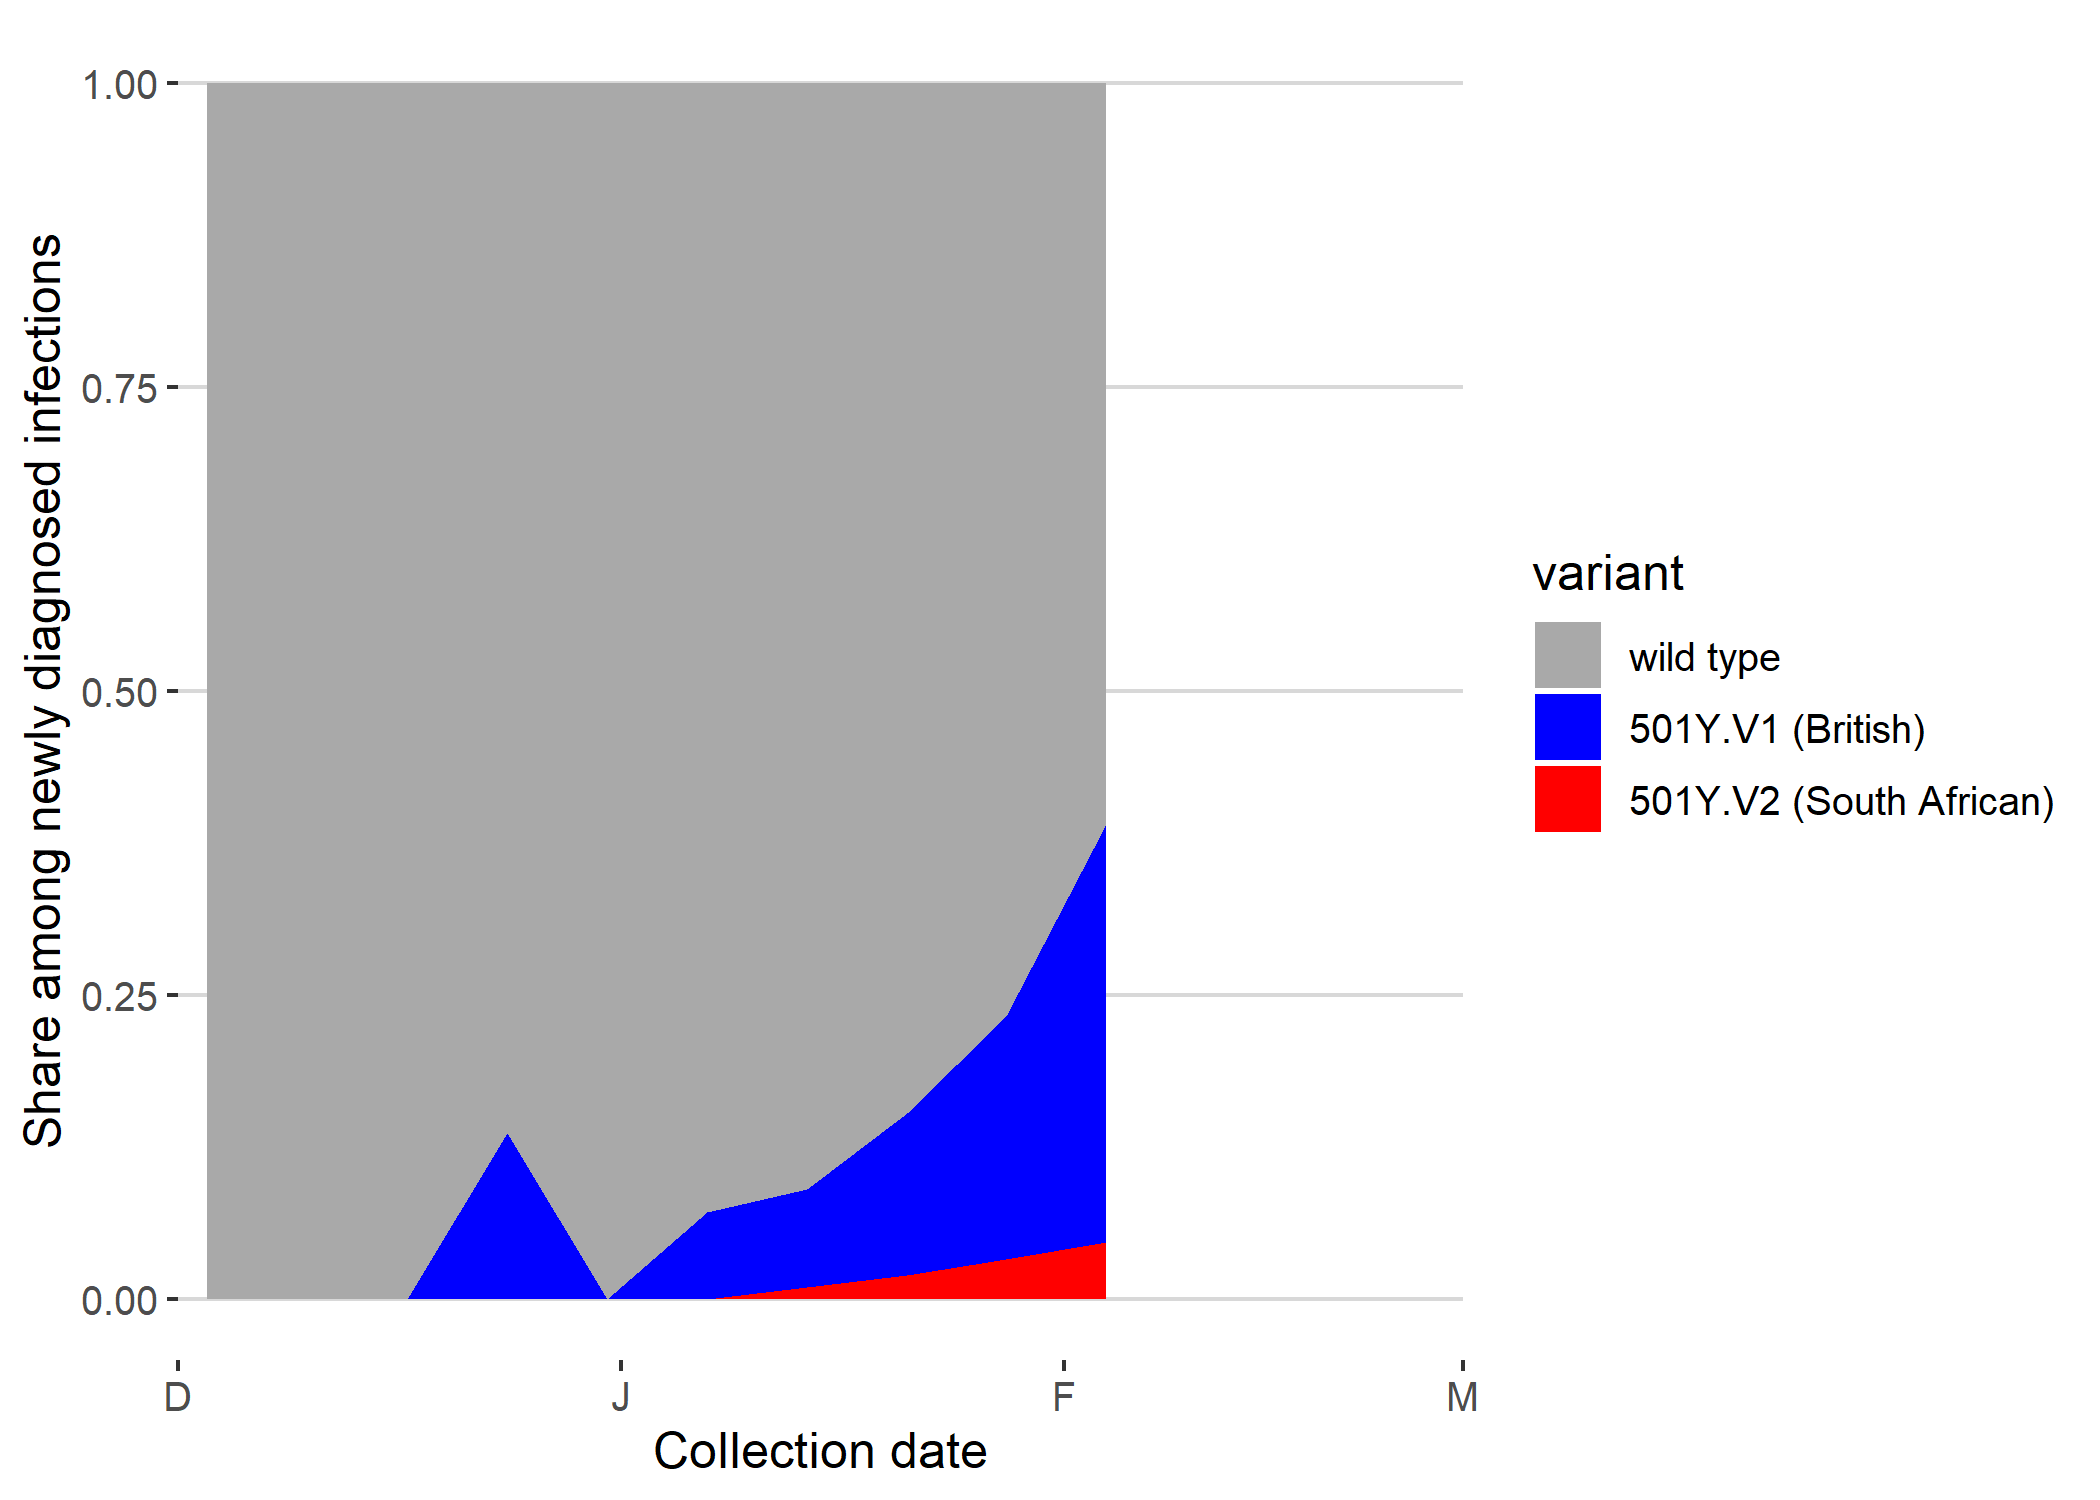 Share among newly diagnosed infections
1.00
0.75
0.50
0.25
0.00
D J F M
Collection date
variant
wild type
501Y.V1 (British)
501Y.V2 (South African)